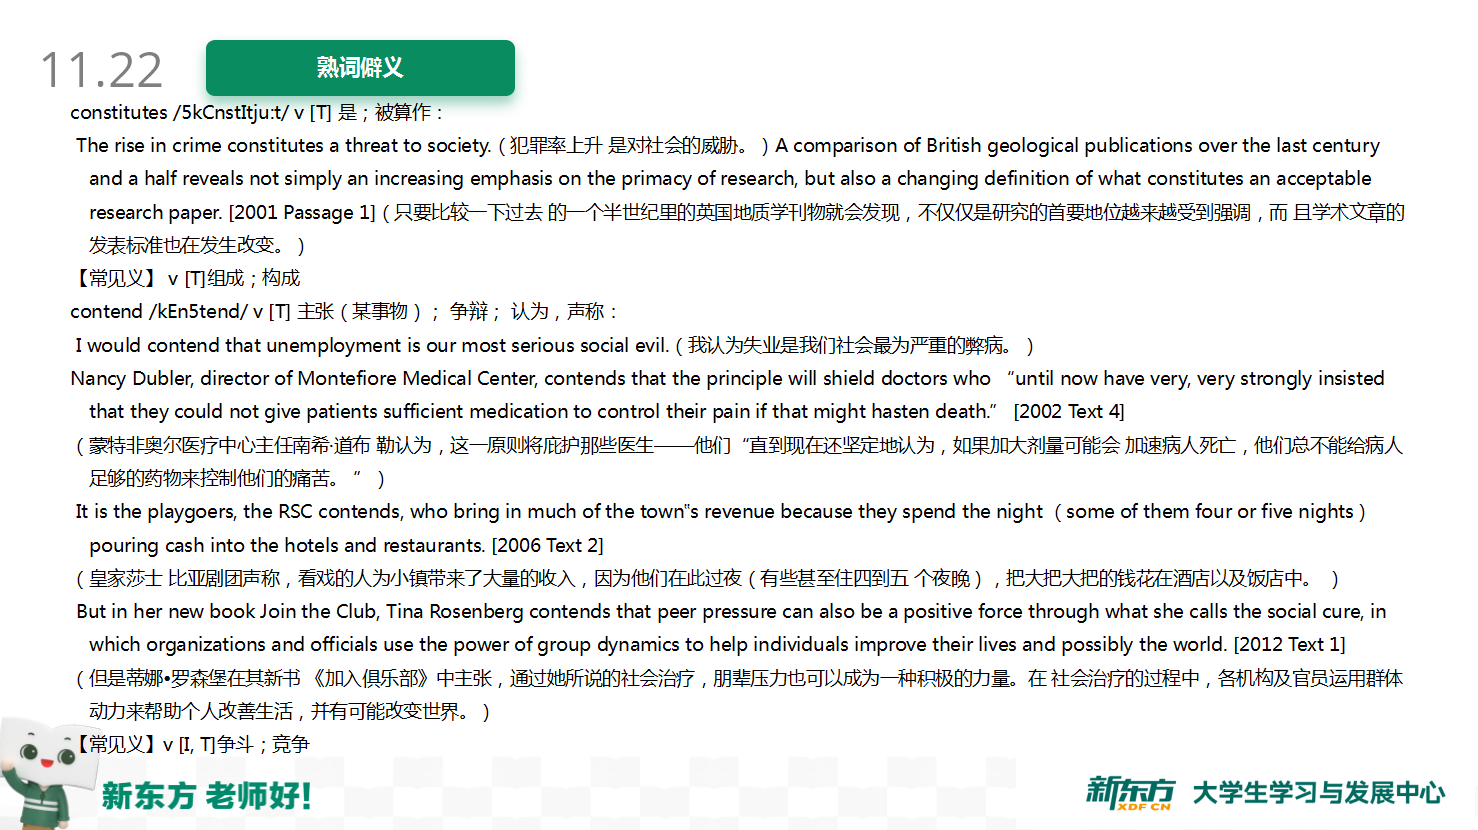 11.22
熟词僻义
constitutes /5kCnstItju:t/ v [T] 是；被算作：
The rise in crime constitutes a threat to society.（犯罪率上升 是对社会的威胁。）A comparison of British geological publications over the last century
and a half reveals not simply an increasing emphasis on the primacy of research, but also a changing definition of what constitutes an acceptable
research paper. [2001 Passage 1]（只要比较一下过去 的一个半世纪里的英国地质学刊物就会发现，不仅仅是研究的首要地位越来越受到强调，而 且学术文章的
发表标准也在发生改变。）
【常见义】 v [T]组成；构成
contend /kEn5tend/ v [T] 主张（某事物）； 争辩； 认为，声称：
I would contend that unemployment is our most serious social evil.（我认为失业是我们社会最为严重的弊病。）
Nancy Dubler, director of Montefiore Medical Center, contends that the principle will shield doctors who “until now have very, very strongly insisted
that they could not give patients sufficient medication to control their pain if that might hasten death.” [2002 Text 4]
（蒙特非奥尔医疗中心主任南希·道布 勒认为，这一原则将庇护那些医生——他们“直到现在还坚定地认为，如果加大剂量可能会 加速病人死亡，他们总不能给病人
足够的药物来控制他们的痛苦。 ”）
It is the playgoers, the RSC contends, who bring in much of the town‟s revenue because they spend the night （some of them four or five nights）
pouring cash into the hotels and restaurants. [2006 Text 2]
（皇家莎士 比亚剧团声称，看戏的人为小镇带来了大量的收入，因为他们在此过夜（有些甚至住四到五 个夜晚），把大把大把的钱花在酒店以及饭店中。 ）
But in her new book Join the Club, Tina Rosenberg contends that peer pressure can also be a positive force through what she calls the social cure, in
which organizations and officials use the power of group dynamics to help individuals improve their lives and possibly the world. [2012 Text 1]
（但是蒂娜•罗森堡在其新书 《加入俱乐部》中主张，通过她所说的社会治疗，朋辈压力也可以成为一种积极的力量。在 社会治疗的过程中，各机构及官员运用群体
动力来帮助个人改善生活，并有可能改变世界。）
【常见义】v [I, T]争斗；竞争
新东方 老师好!
新东方 XDF.CN 大学生学习与发展中心